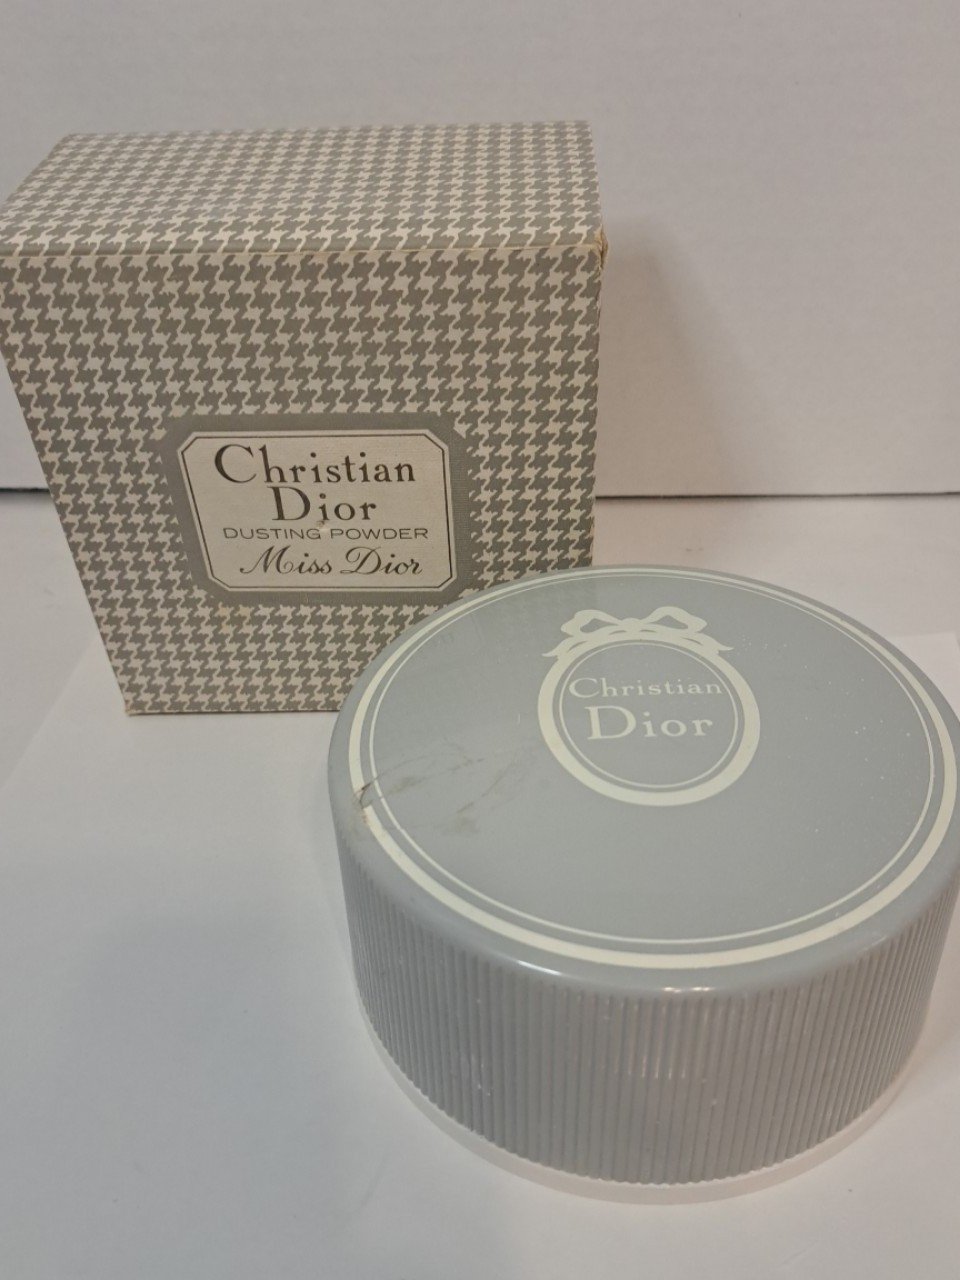 Christian
Dior
DUSTING POWDER
Miss Dior
Christian
Dior